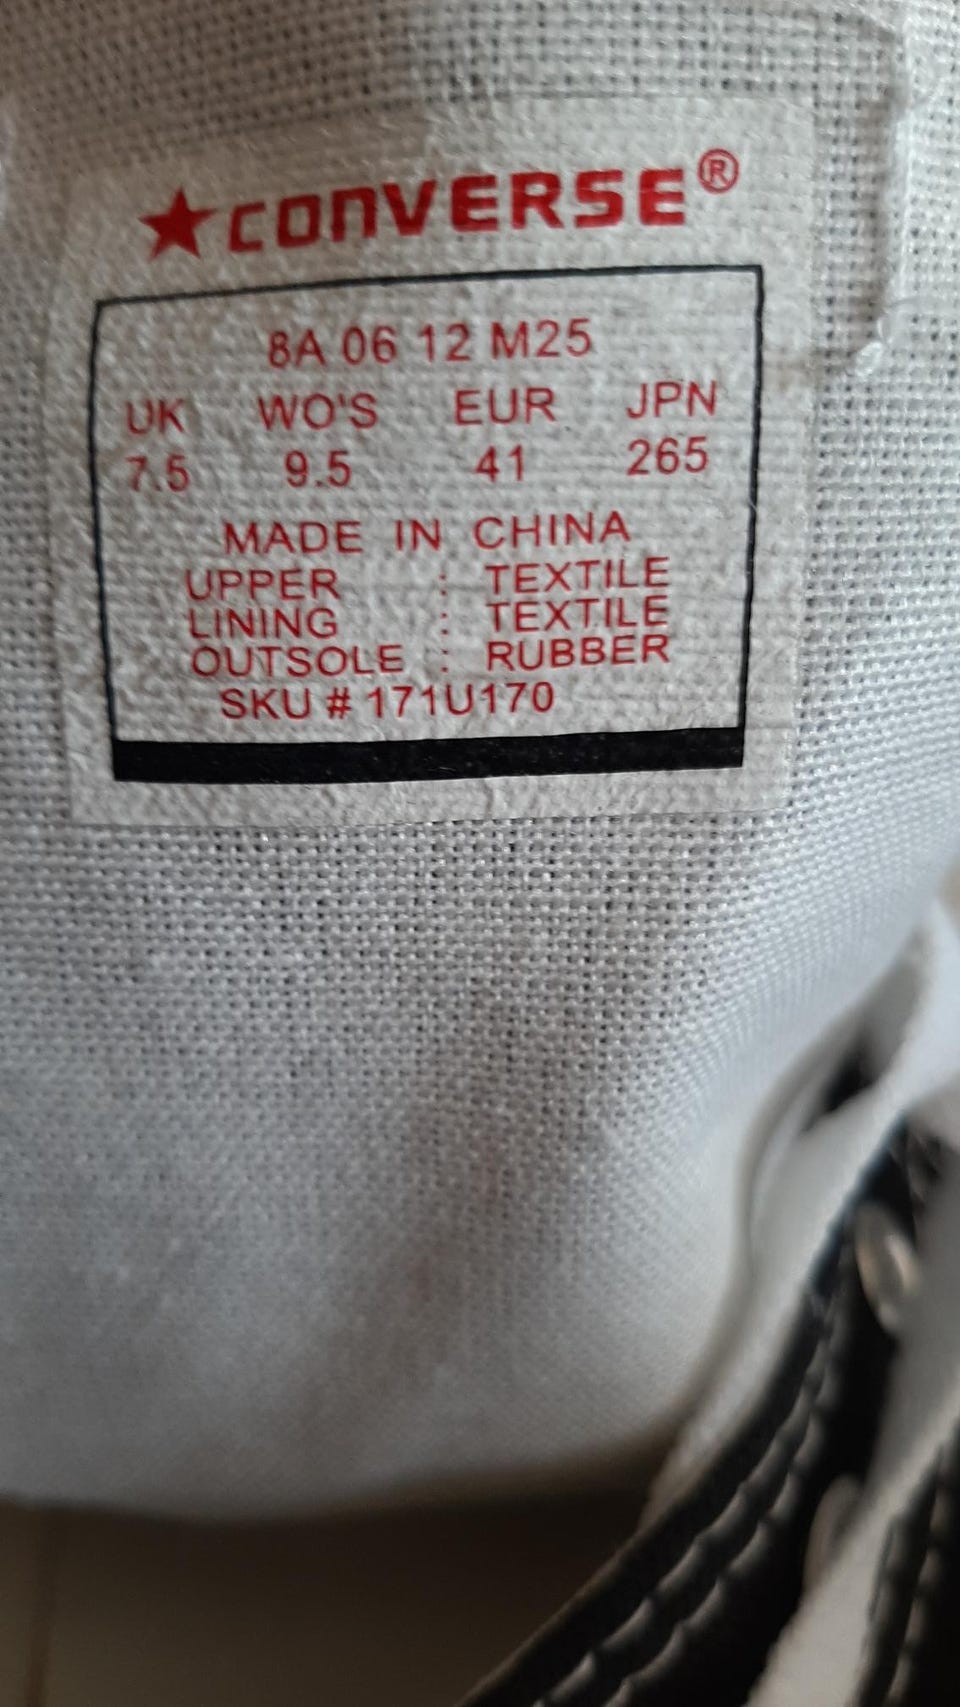 ★CONVERSE®
8A 06 12 M25
UK WO'S EUR JPN
7.5 9.5 41 265
MADE IN CHINA
UPPER : TEXTILE
LINING : TEXTILE
OUTSOLE : RUBBER
SKU # 171U170